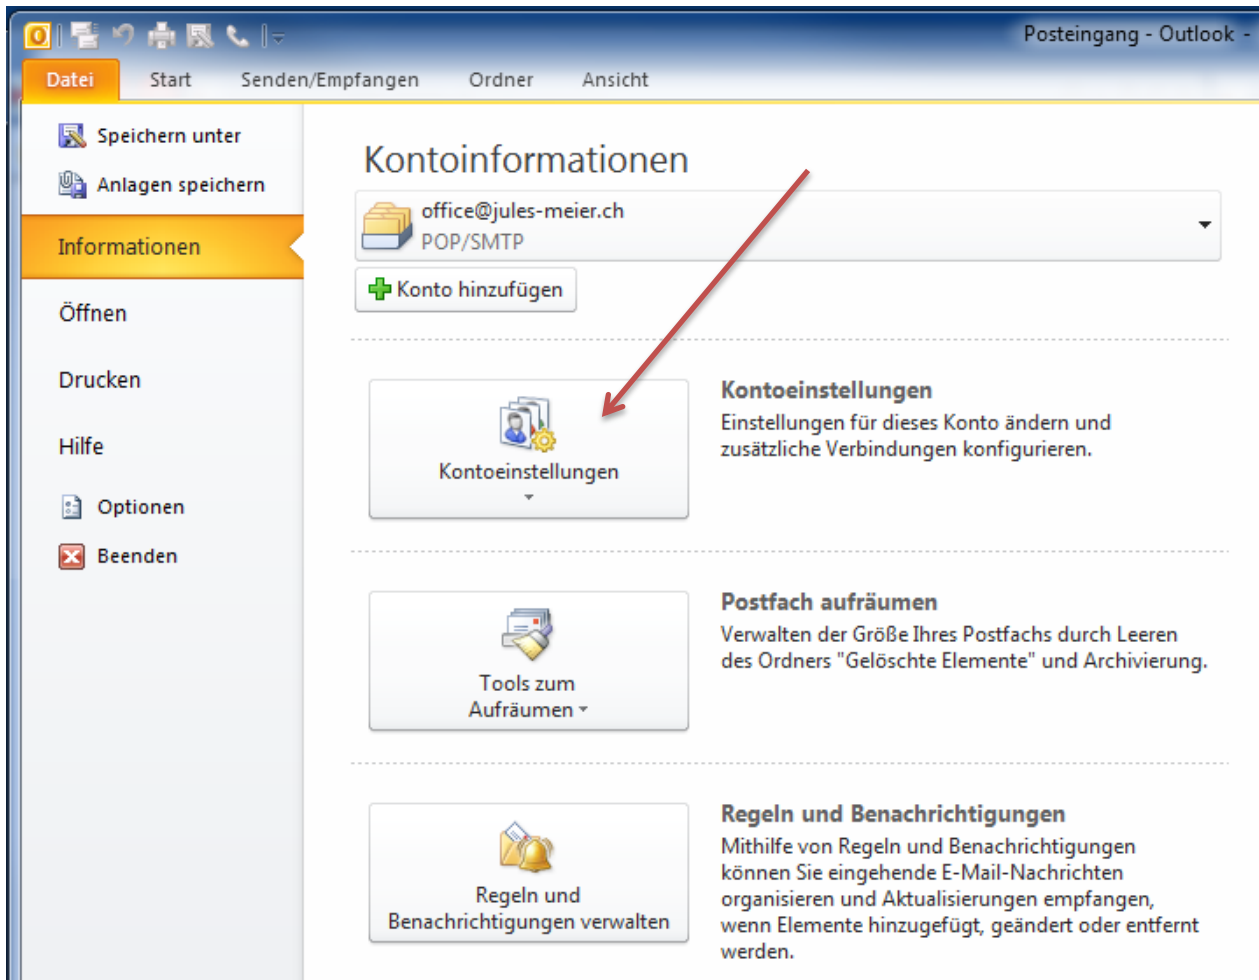 Posteingang - Outlook -
Datei Start Senden/Empfangen Ordner Ansicht
Speichern unter
Anlagen speichern
Informationen
Öffnen
Drucken
Hilfe
Optionen
Beenden
Kontoinformationen
office@jules-meier.ch
POP/SMTP
Konto hinzufügen
Kontoeinstellungen
Kontoeinstellungen
Einstellungen für dieses Konto ändern und
zusätzliche Verbindungen konfigurieren.
Tools zum
Aufräumen
Postfach aufräumen
Verwalten der Größe Ihres Postfachs durch Leeren
des Ordners "Gelöschte Elemente" und Archivierung.
Regeln und
Benachrichtigungen verwalten
Regeln und Benachrichtigungen
Mithilfe von Regeln und Benachrichtigungen
können Sie eingehende E-Mail-Nachrichten
organisieren und Aktualisierungen empfangen,
wenn Elemente hinzugefügt, geändert oder entfernt
werden.